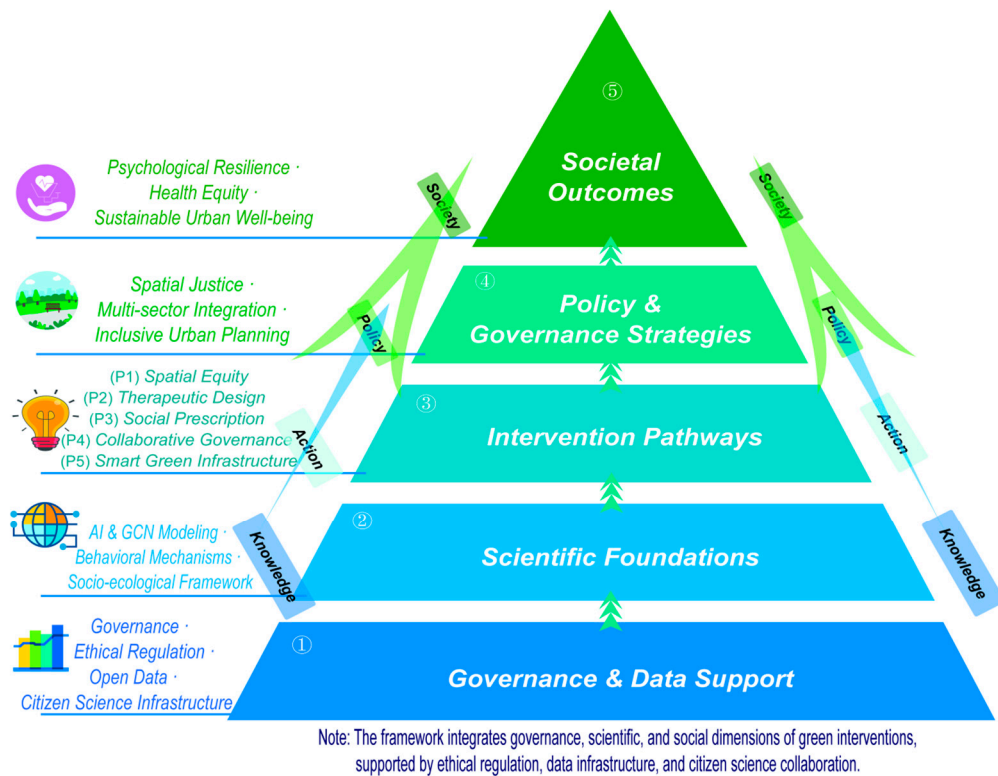 ⑤
Societal
Outcomes
Psychological Resilience ·
Health Equity ·
Sustainable Urban Well-being
Society
Society
④
Policy &
Governance Strategies
Spatial Justice ·
Multi-sector Integration ·
Inclusive Urban Planning
Policy
Policy
③
Intervention Pathways
(P1) Spatial Equity
(P2) Therapeutic Design
(P3) Social Prescription
(P4) Collaborative Governance
(P5) Smart Green Infrastructure
Action
Action
②
Scientific Foundations
AI & GCN Modeling ·
Behavioral Mechanisms ·
Socio-ecological Framework
Knowledge
Knowledge
①
Governance & Data Support
Governance ·
Ethical Regulation ·
Open Data ·
Citizen Science Infrastructure
Note: The framework integrates governance, scientific, and social dimensions of green interventions,
supported by ethical regulation, data infrastructure, and citizen science collaboration.